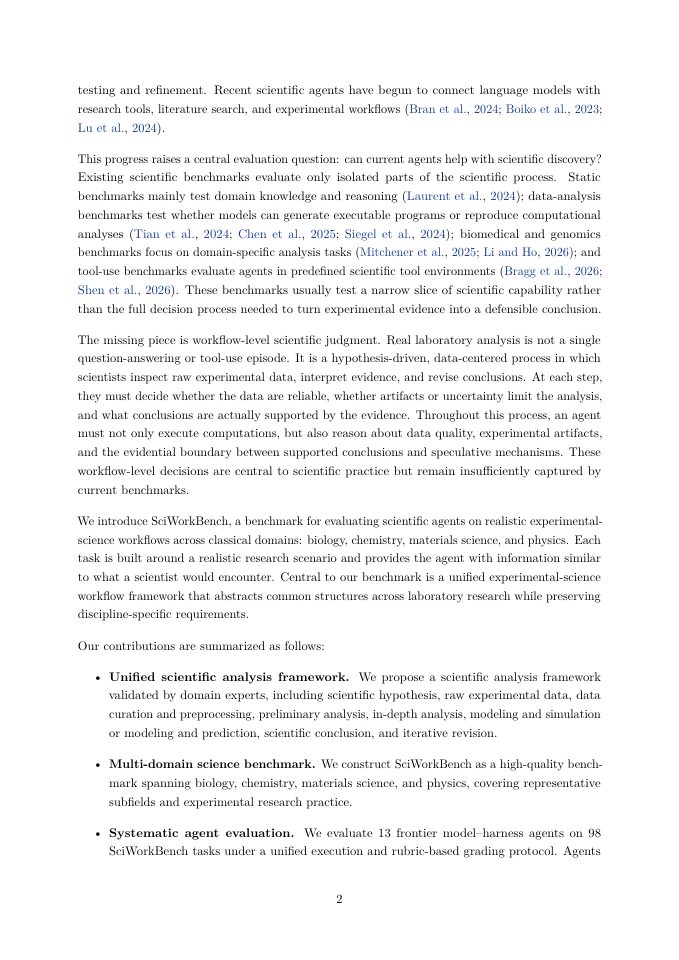 testing and refinement. Recent scientific agents have begun to connect language models with
research tools, literature search, and experimental workflows (Bran et al., 2024; Boiko et al., 2023;
Lu et al., 2024).
This progress raises a central evaluation question: can current agents help with scientific discovery?
Existing scientific benchmarks evaluate only isolated parts of the scientific process. Static
benchmarks mainly test domain knowledge and reasoning (Laurent et al., 2024); data-analysis
benchmarks test whether models can generate executable programs or reproduce computational
analyses (Tian et al., 2024; Chen et al., 2025; Siegel et al., 2024); biomedical and genomics
benchmarks focus on domain-specific analysis tasks (Mitchener et al., 2025; Li and Ho, 2026); and
tool-use benchmarks evaluate agents in predefined scientific tool environments (Bragg et al., 2026;
Shen et al., 2026). These benchmarks usually test a narrow slice of scientific capability rather
than the full decision process needed to turn experimental evidence into a defensible conclusion.
The missing piece is workflow-level scientific judgment. Real laboratory analysis is not a single
question-answering or tool-use episode. It is a hypothesis-driven, data-centered process in which
scientists inspect raw experimental data, interpret evidence, and revise conclusions. At each step,
they must decide whether the data are reliable, whether artifacts or uncertainty limit the analysis,
and what conclusions are actually supported by the evidence. Throughout this process, an agent
must not only execute computations, but also reason about data quality, experimental artifacts,
and the evidential boundary between supported conclusions and speculative mechanisms. These
workflow-level decisions are central to scientific practice but remain insufficiently captured by
current benchmarks.
We introduce SciWorkBench, a benchmark for evaluating scientific agents on realistic experimental-
science workflows across classical domains: biology, chemistry, materials science, and physics. Each
task is built around a realistic research scenario and provides the agent with information similar
to what a scientist would encounter. Central to our benchmark is a unified experimental-science
workflow framework that abstracts common structures across laboratory research while preserving
discipline-specific requirements.
Our contributions are summarized as follows:
• Unified scientific analysis framework. We propose a scientific analysis framework
validated by domain experts, including scientific hypothesis, raw experimental data, data
curation and preprocessing, preliminary analysis, in-depth analysis, modeling and simulation
or modeling and prediction, scientific conclusion, and iterative revision.
• Multi-domain science benchmark. We construct SciWorkBench as a high-quality bench-
mark spanning biology, chemistry, materials science, and physics, covering representative
subfields and experimental research practice.
• Systematic agent evaluation. We evaluate 13 frontier model–harness agents on 98
SciWorkBench tasks under a unified execution and rubric-based grading protocol. Agents
2